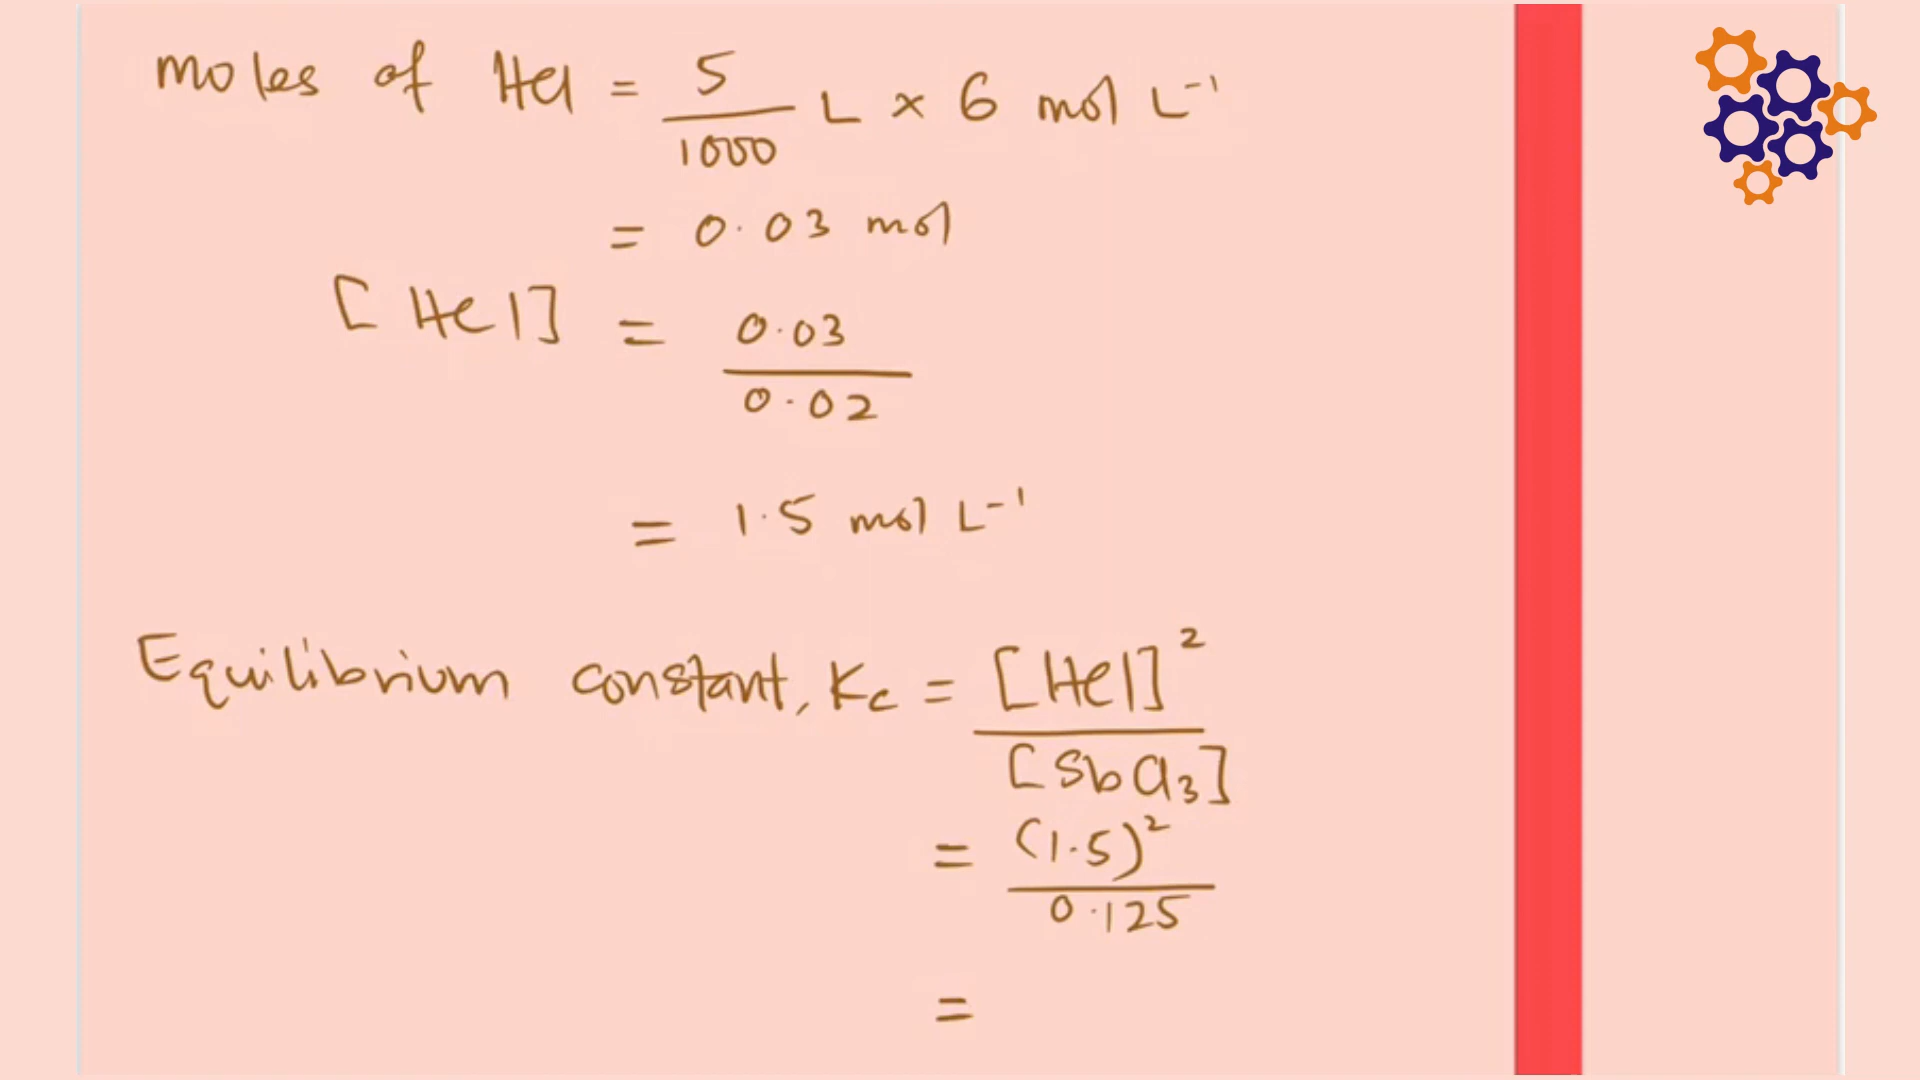 moles of HCl = 5/1000 L × 6 mol L⁻¹
= 0.03 mol
[HCl] = 0.03/0.02
= 1.5 mol L⁻¹
Equilibrium constant, Kc = [HCl]²/[SbCl₃]
= (1.5)²/0.125
=